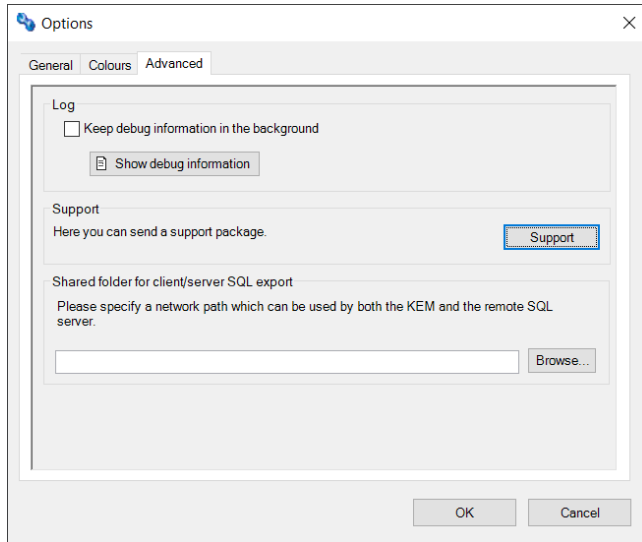 Options
General Colours Advanced
Log
Keep debug information in the background
Show debug information
Support
Here you can send a support package.
Support
Shared folder for client/server SQL export
Please specify a network path which can be used by both the KEM and the remote SQL
server.
Browse...
OK Cancel